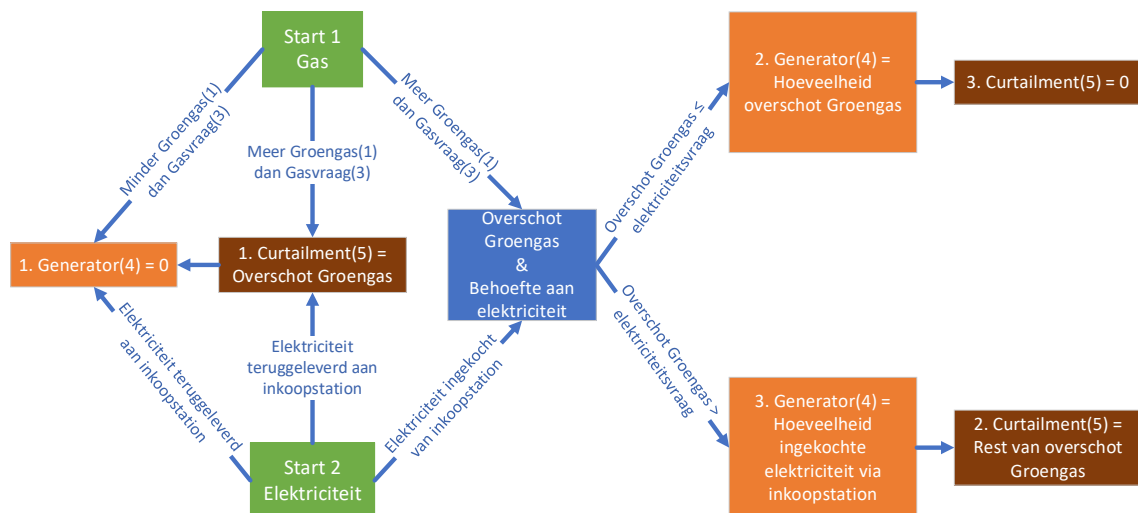 Start 1
Gas
Minder Groengas(1)
dan Gasvraag(3)
Meer Groengas(1)
dan Gasvraag(3)
Meer Groengas(1)
dan Gasvraag(3)
1. Generator(4) = 0
1. Curtailment(5) =
Overschot Groengas
Overschot
Groengas
&
Behoefte aan
elektriciteit
Elektriciteit teruggeleverd
aan inkoopstation
Elektriciteit
teruggeleverd aan
inkoopstation
Elektriciteit ingekocht
van inkoopstation
Start 2
Elektriciteit
Overschot Groengas ≤
elektriciteitsvraag
2. Generator(4) =
Hoeveelheid
overschot Groengas
3. Curtailment(5) = 0
Overschot Groengas >
elektriciteitsvraag
3. Generator(4) =
Hoeveelheid
ingekochte
elektriciteit via
inkoopstation
2. Curtailment(5) =
Rest van overschot
Groengas